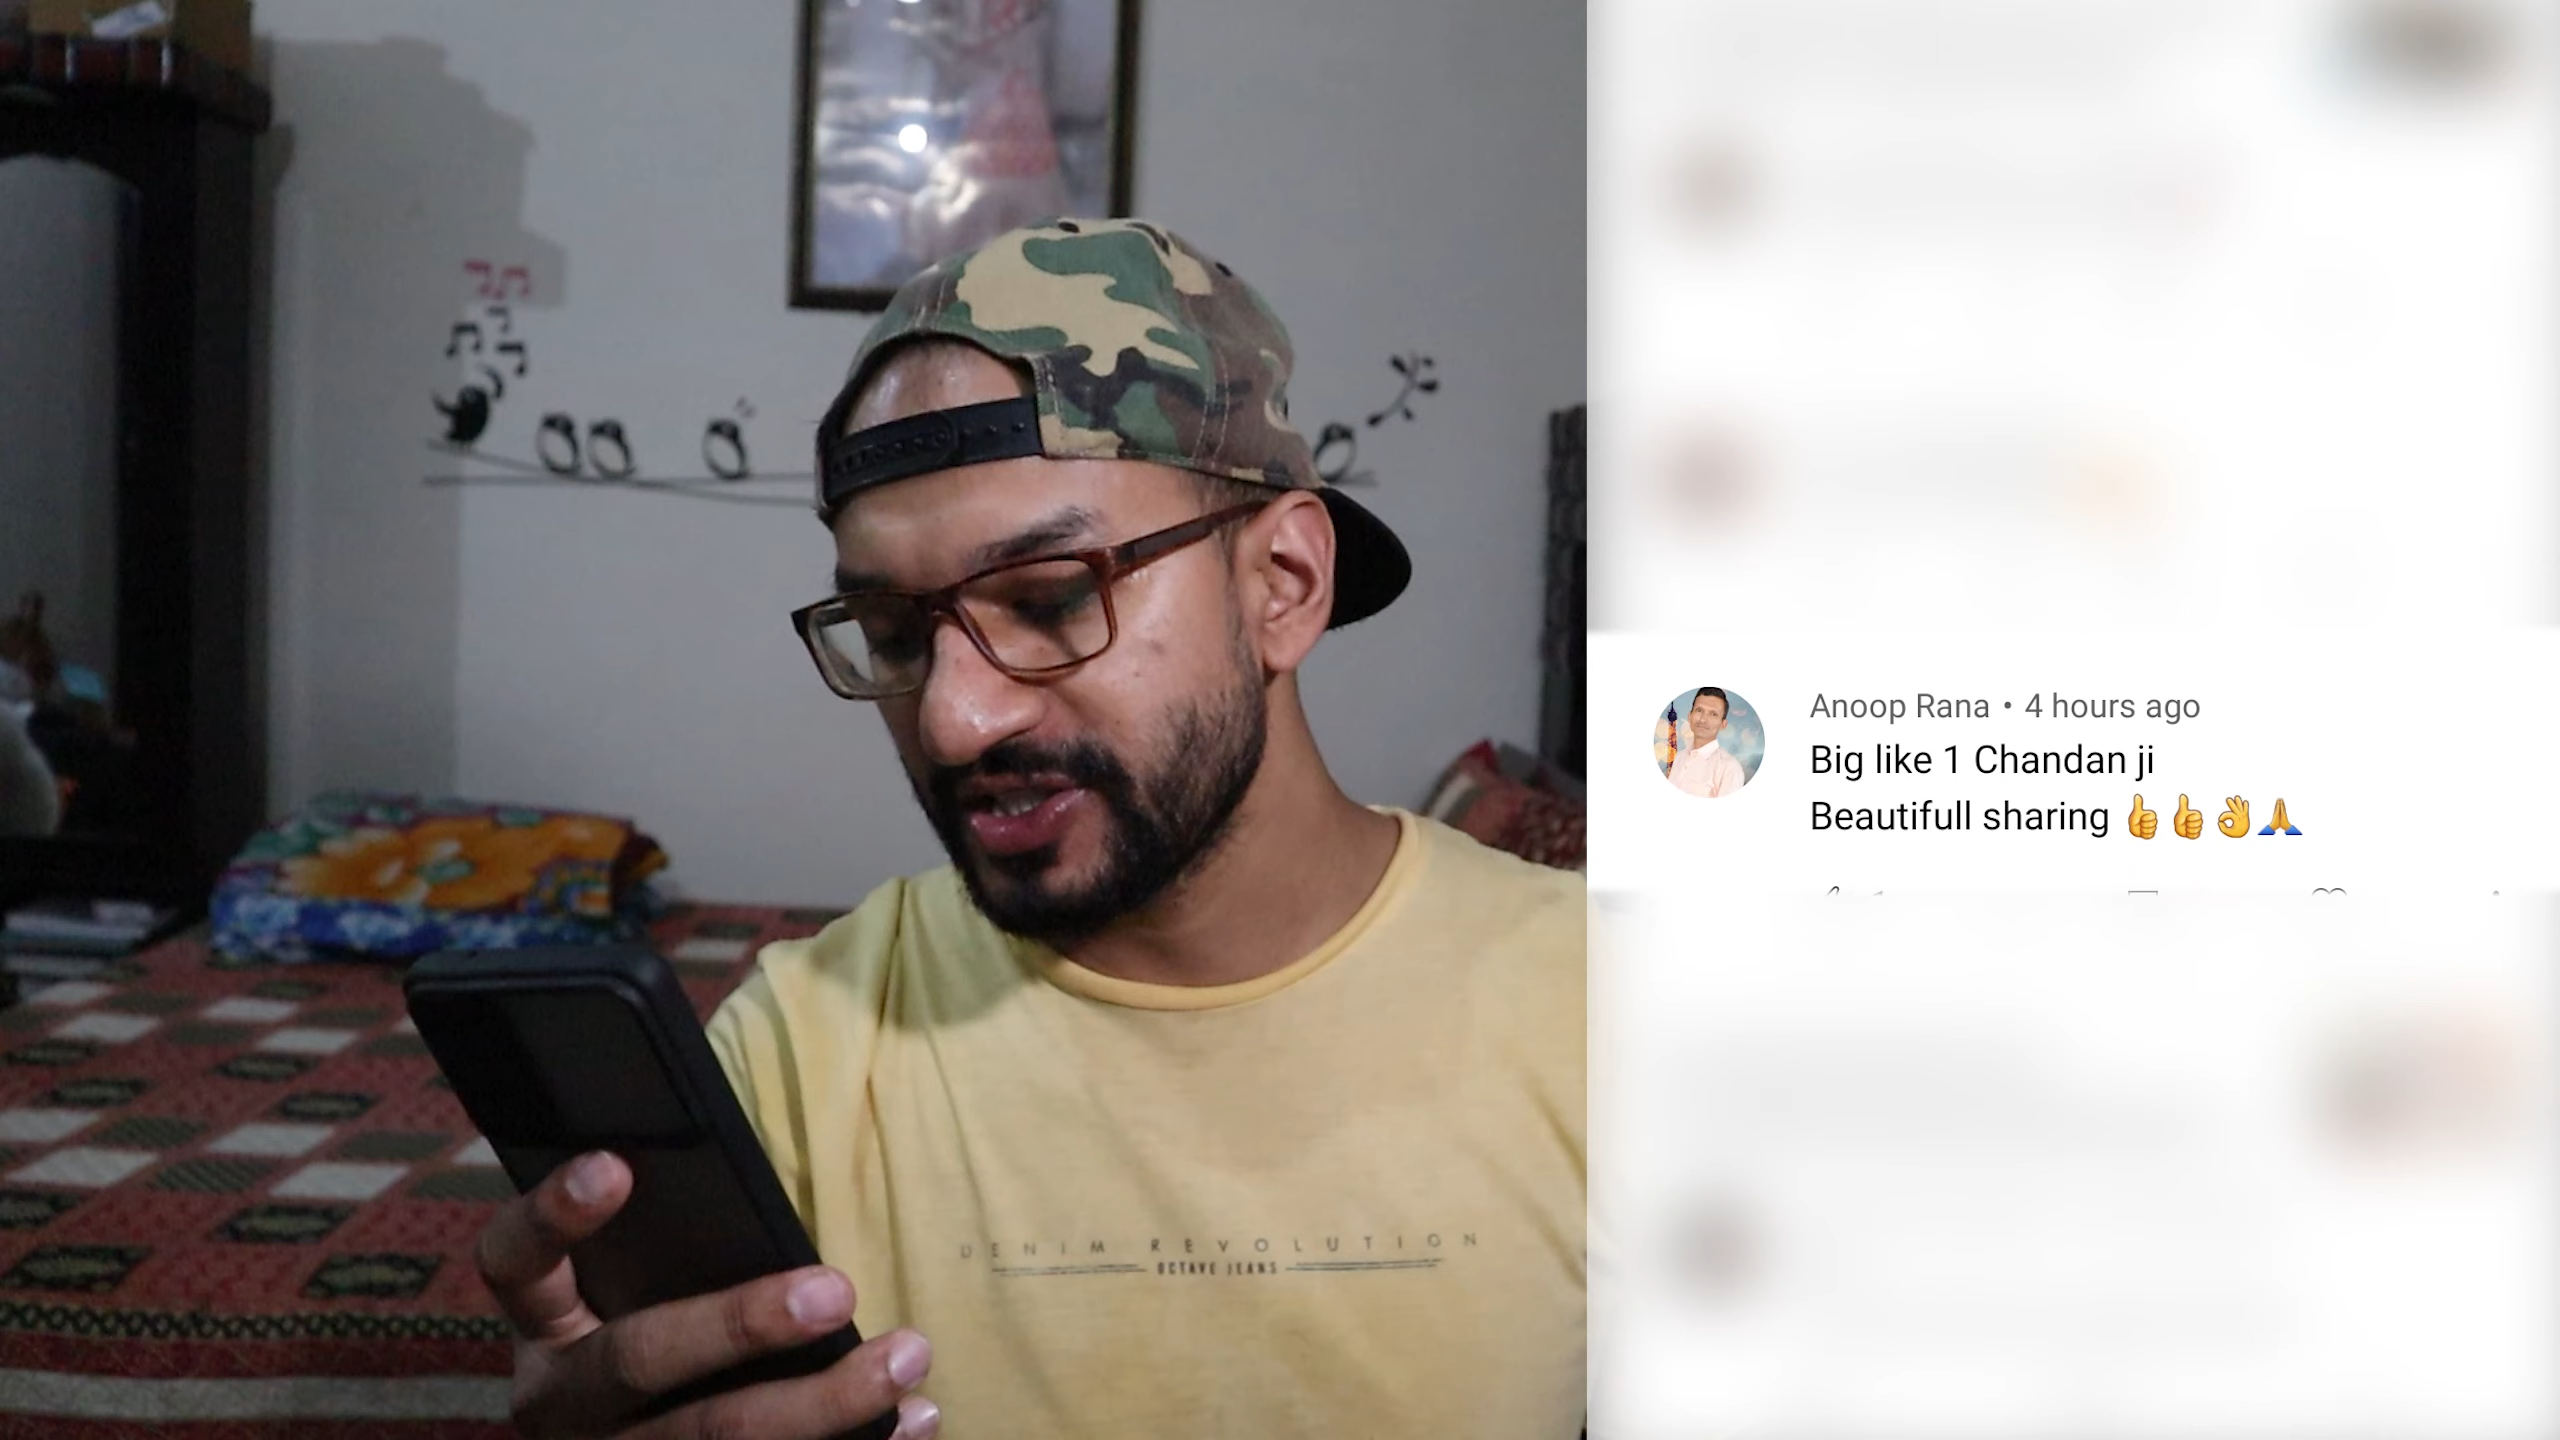 Anoop Rana • 4 hours ago
Big like 1 Chandan ji
Beautifull sharing 👍👍👌🙏
DENIM REVOLUTION
OCTAVE JEANS